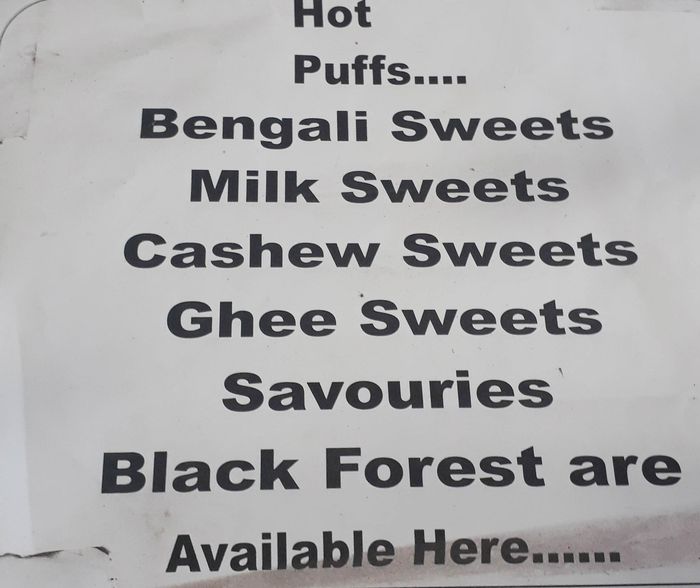 Hot
Puffs....
Bengali Sweets
Milk Sweets
Cashew Sweets
Ghee Sweets
Savouries
Black Forest are
Available Here......